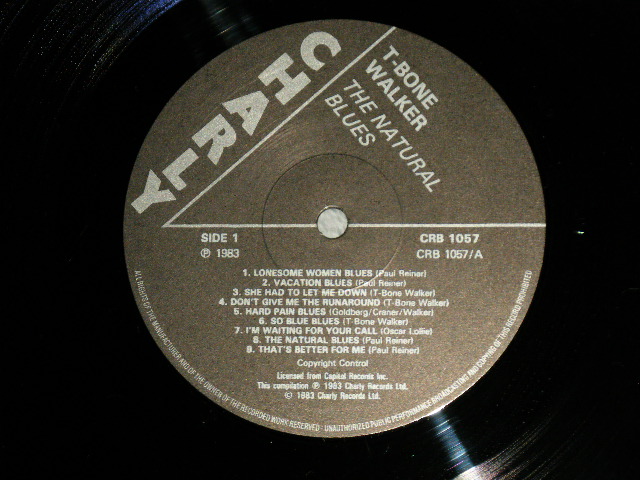 CHARLY
T-BONE
WALKER
THE NATURAL
BLUES
SIDE 1
℗ 1983
CRB 1057
CRB 1057/A
1. LONESOME WOMEN BLUES (Paul Reiner)
2. VACATION BLUES (Paul Reiner)
3. SHE HAD TO LET ME DOWN (T-Bone Walker)
4. DON'T GIVE ME THE RUNAROUND (T-Bone Walker)
5. HARD PAIN BLUES (Goldberg/Craner/Walker)
6. SO BLUE BLUES (T-Bone Walker)
7. I'M WAITING FOR YOUR CALL (Oscar Lollie)
8. THE NATURAL BLUES (Paul Reiner)
9. THAT'S BETTER FOR ME (Paul Reiner)
Copyright Control
Licensed from Capitol Records Inc.
This compilation ℗ 1983 Charly Records Ltd.
© 1983 Charly Records Ltd.
ALL RIGHTS OF THE MANUFACTURER AND OF THE OWNER OF THE RECORDED WORK RESERVED · UNAUTHORIZED PUBLIC PERFORMANCE BROADCASTING AND COPYING OF THIS RECORD PROHIBITED